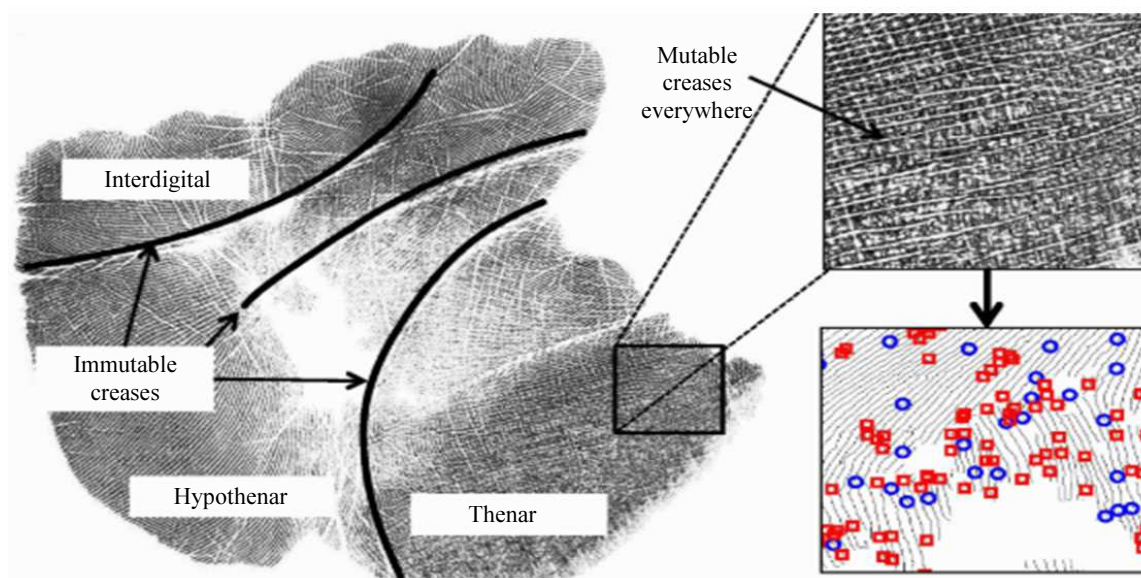 Mutable
creases
everywhere
Interdigital
Immutable
creases
Hypothenar
Thenar